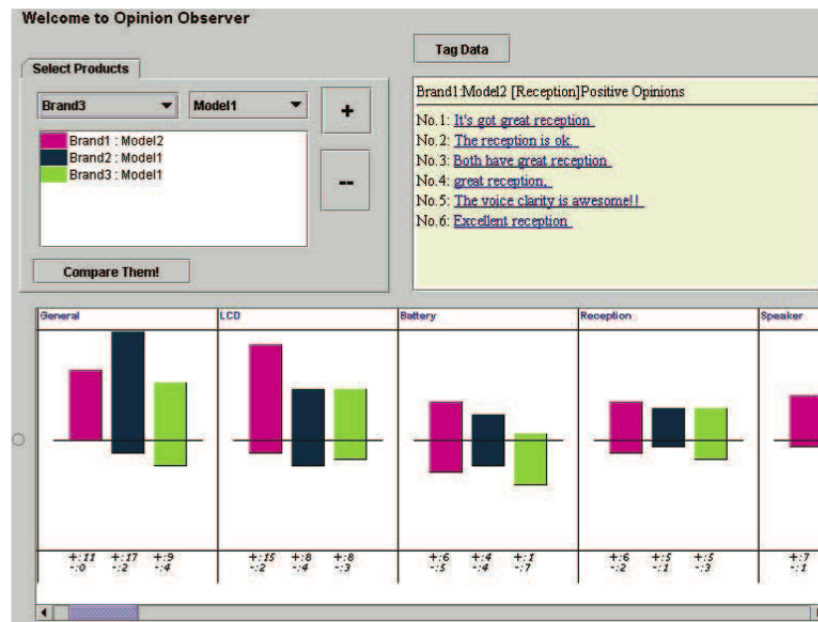 Welcome to Opinion Observer
Select Products
Brand3
Model1
+
Brand1 : Model2
Brand2 : Model1
Brand3 : Model1
--
Compare Them!
Tag Data
Brand1:Model2 [Reception]Positive Opinions
No.1: It's got great reception
No.2: The reception is ok.
No.3: Both have great reception
No.4: great reception,
No.5: The voice clarity is awesome!!
No.6: Excellent reception
General LCD Battery Reception Speaker
+:11 +:17 +:9 +:15 +:8 +:8 +:6 +:4 +:1 +:6 +:5 +:5 +:7
-:0 -:2 -:4 -:2 -:4 -:3 -:5 -:4 -:7 -:2 -:1 -:3 -:1